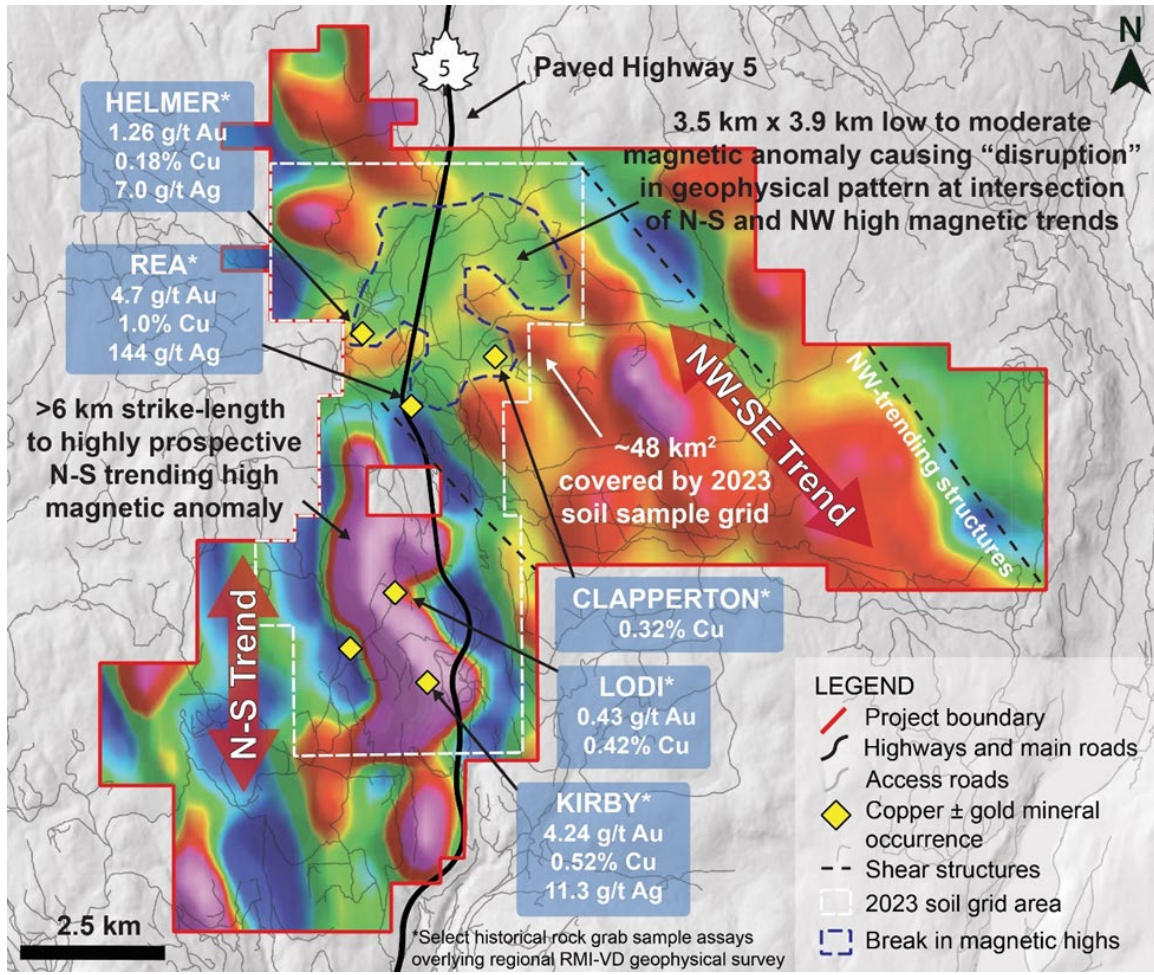 N
5
Paved Highway 5
HELMER*
1.26 g/t Au
0.18% Cu
7.0 g/t Ag
3.5 km x 3.9 km low to moderate
magnetic anomaly causing “disruption”
in geophysical pattern at intersection
of N-S and NW high magnetic trends
REA*
4.7 g/t Au
1.0% Cu
144 g/t Ag
>6 km strike-length
to highly prospective
N-S trending high
magnetic anomaly
~48 km²
covered by 2023
soil sample grid
NW-SE Trend
NW-trending structures
N-S Trend
CLAPPERTON*
0.32% Cu
LODI*
0.43 g/t Au
0.42% Cu
KIRBY*
4.24 g/t Au
0.52% Cu
11.3 g/t Ag
LEGEND
Project boundary
Highways and main roads
Access roads
Copper ± gold mineral
occurrence
Shear structures
2023 soil grid area
Break in magnetic highs
2.5 km
*Select historical rock grab sample assays
overlying regional RMI-VD geophysical survey